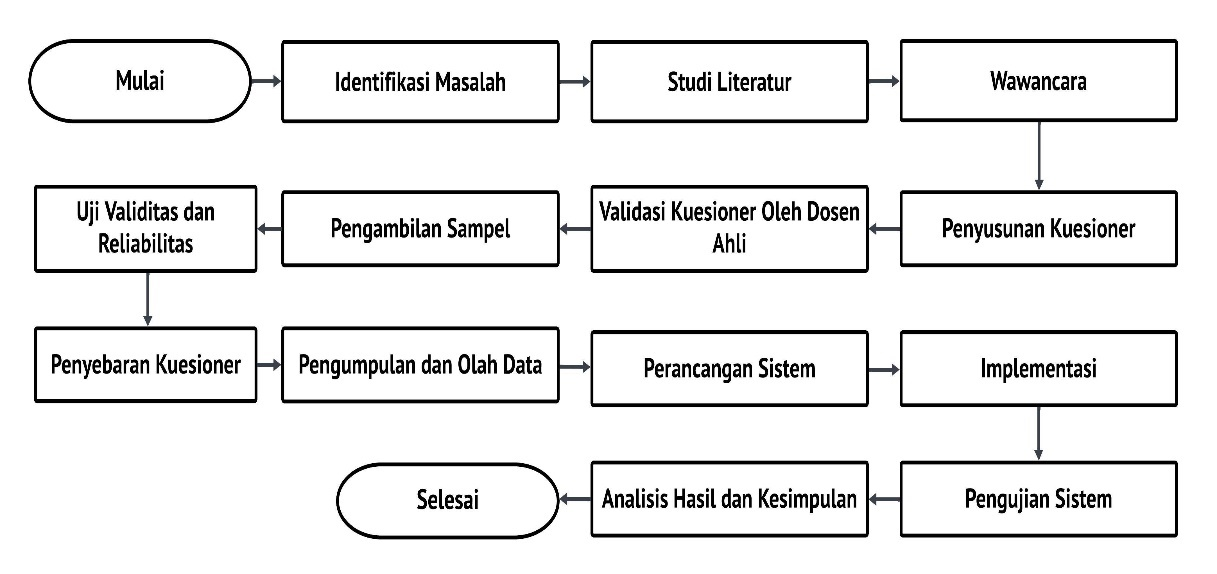 Mulai
Identifikasi Masalah
Studi Literatur
Wawancara
Penyusunan Kuesioner
Validasi Kuesioner Oleh Dosen
Ahli
Pengambilan Sampel
Uji Validitas dan
Reliabilitas
Penyebaran Kuesioner
Pengumpulan dan Olah Data
Perancangan Sistem
Implementasi
Pengujian Sistem
Analisis Hasil dan Kesimpulan
Selesai